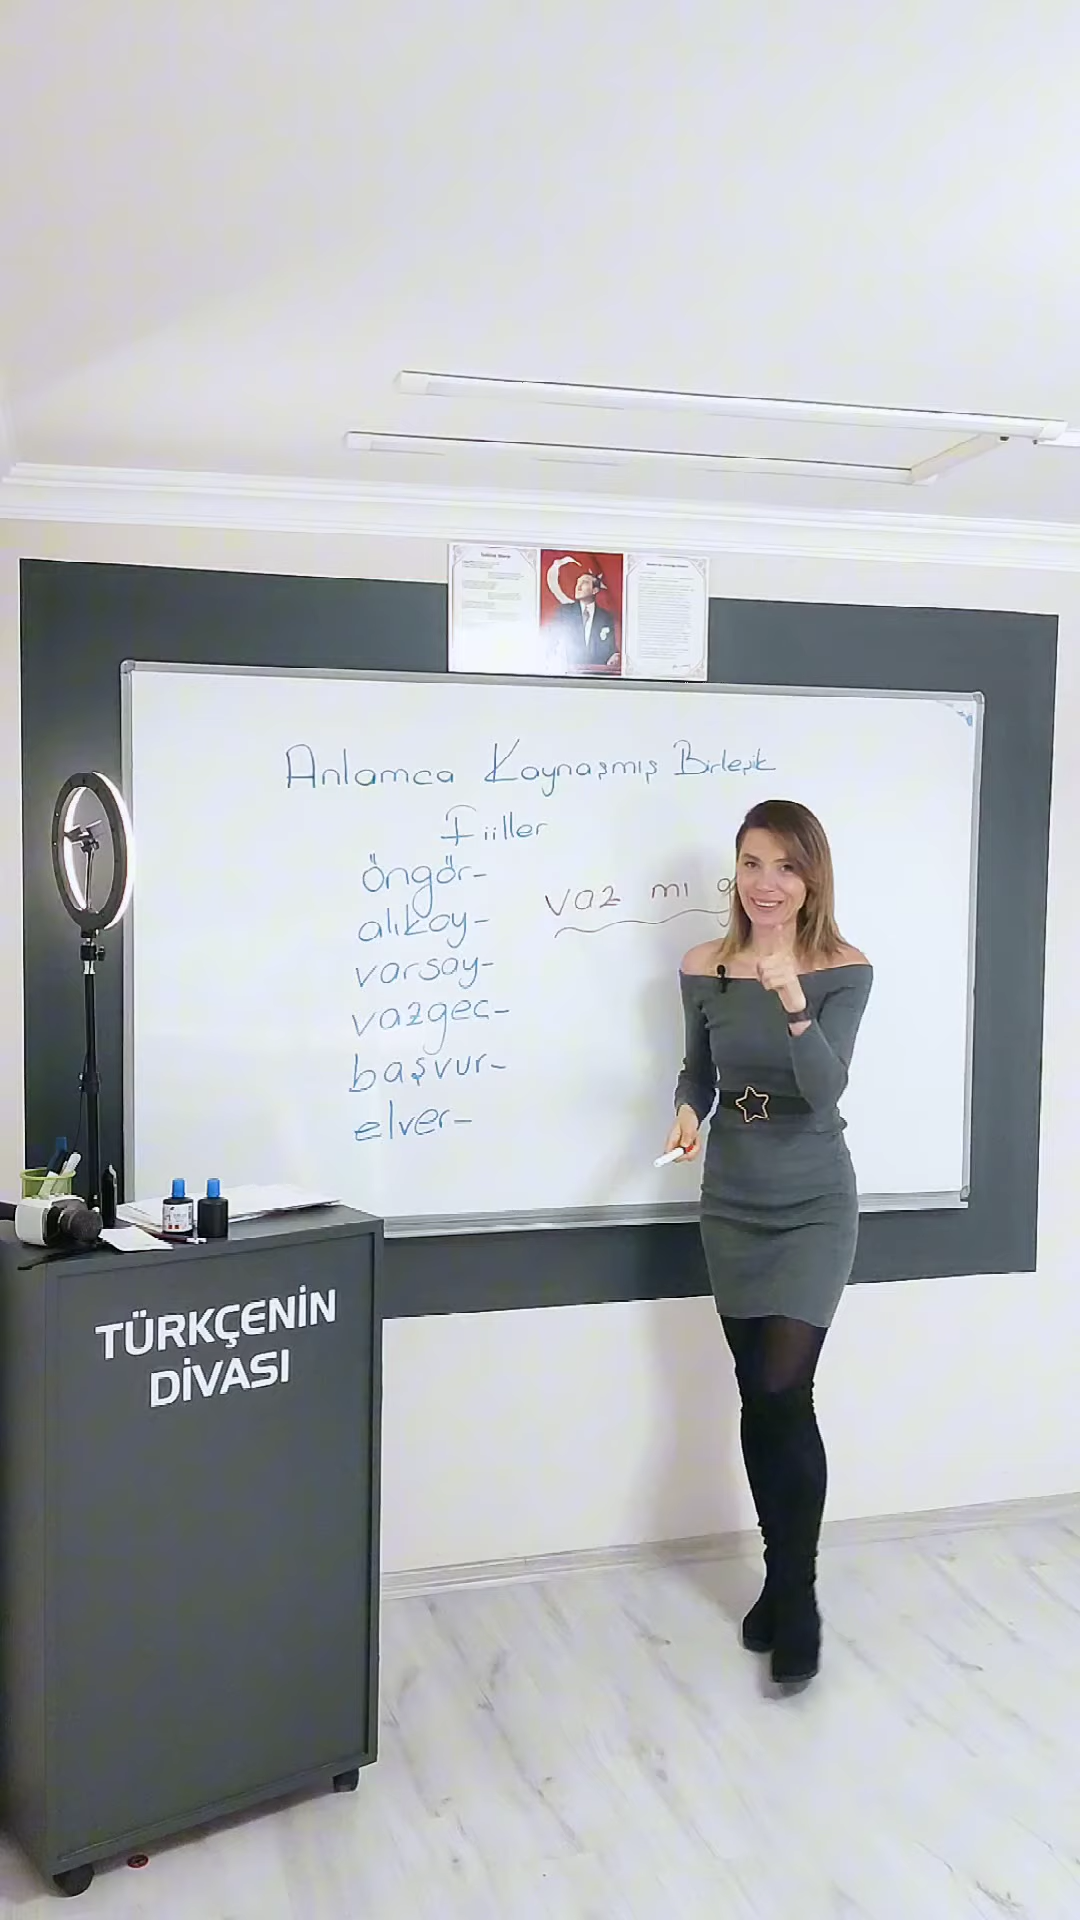 Anlamca Kaynaşmış Birleşik
Fiiller
öngör-
alıkoy-
varsay-
vazgeç-
başvur-
elver-
vaz mı g
TÜRKÇENİN
DİVASI